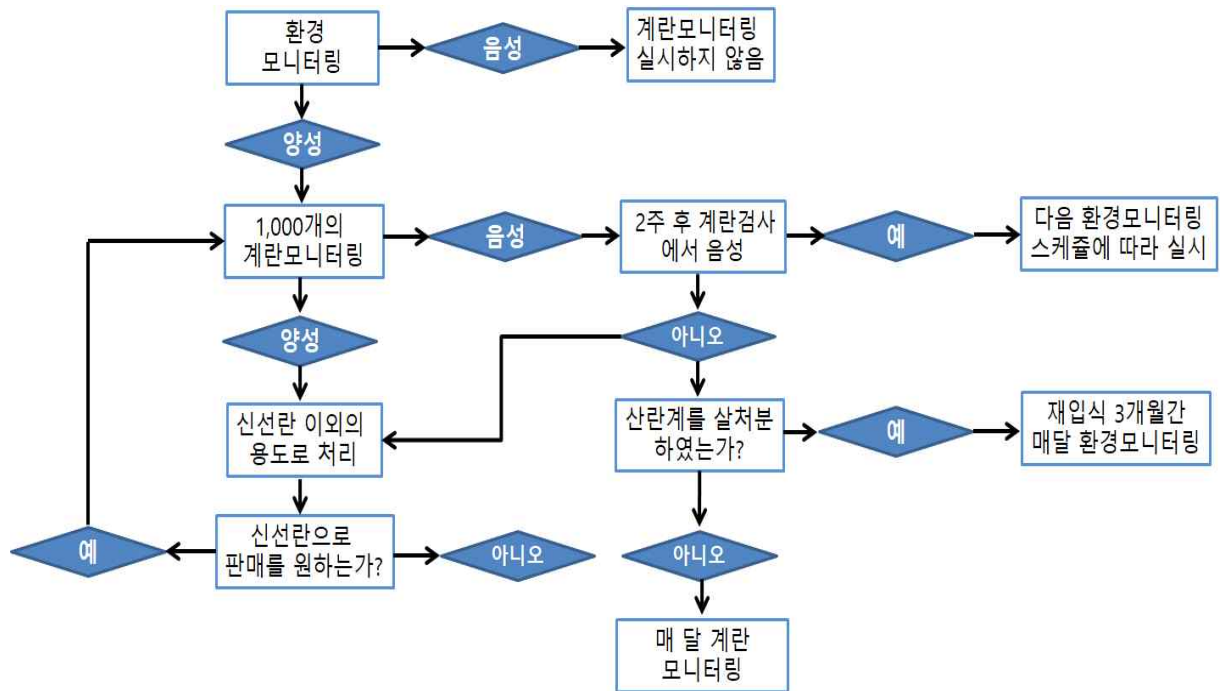 환경
모니터링
음성
계란모니터링
실시하지 않음
양성
1,000개의
계란모니터링
음성
2주 후 계란검사
에서 음성
예
다음 환경모니터링
스케쥴에 따라 실시
양성
아니오
신선란 이외의
용도로 처리
산란계를 살처분
하였는가?
예
재입식 3개월간
매달 환경모니터링
예
신선란으로
판매를 원하는가?
아니오
아니오
매 달 계란
모니터링